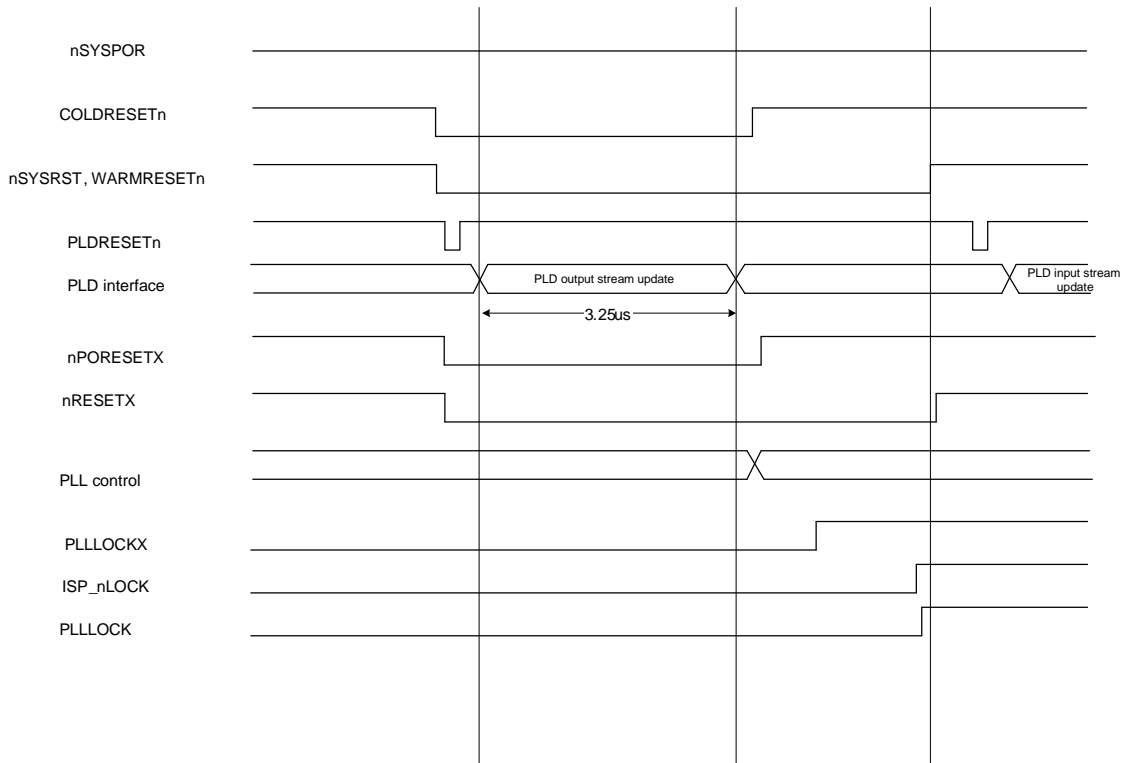 nSYSPOR
COLDRESETn
nSYSRST, WARMRESETn
PLDRESETn
PLD interface
PLD output stream update
PLD input stream
update
3.25us
nPORESETX
nRESETX
PLL control
PLLLOCKX
ISP_nLOCK
PLLLOCK